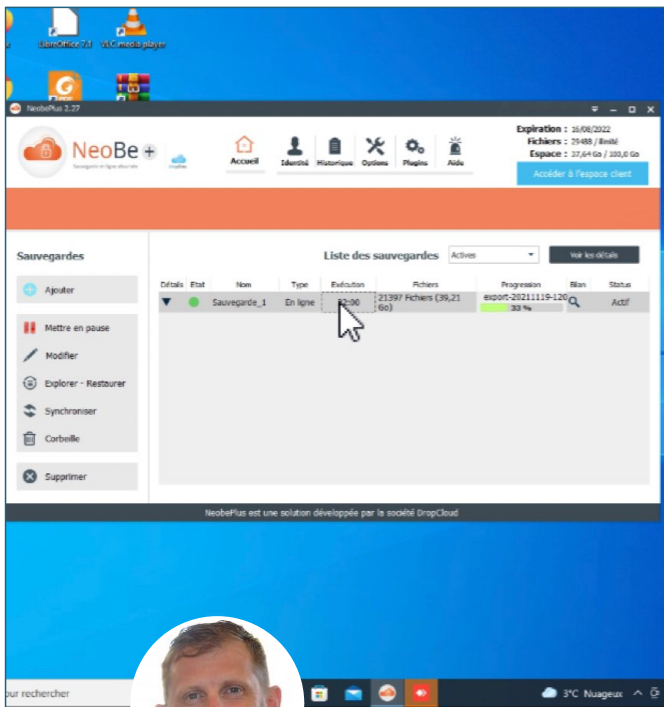 LibreOffice 7.1 VLC media player
NeobePlus 2.27
NeoBe +
Accueil Identité Historique Options Plugins Aide
Expiration : 16/08/2022
Fichiers : 29488 / illimité
Espace : 37,64 Go / 100,0 Go
Accéder à l'espace client
Sauvegardes
Liste des sauvegardes Actives Voir les détails
Ajouter
Mettre en pause
Modifier
Explorer - Restaurer
Synchroniser
Corbeille
Supprimer
Détails Etat Nom Type Exécution Fichiers Progression Bilan Status
Sauvegarde_1 En ligne 21397 Fichiers (39,21 export-20211119-120 Actif
Go) 33 %
NeobePlus est une solution développée par la société DropCloud
our rechercher
3°C Nuageux